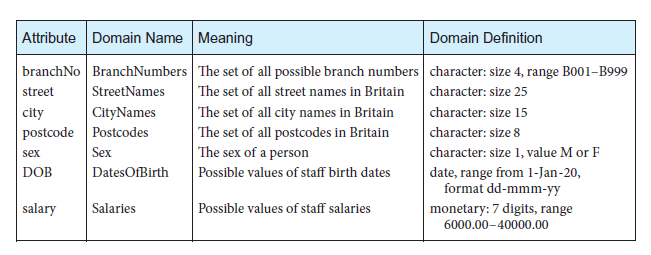 Attribute Domain Name Meaning Domain Definition
branchNo BranchNumbers The set of all possible branch numbers character: size 4, range B001–B999
street StreetNames The set of all street names in Britain character: size 25
city CityNames The set of all city names in Britain character: size 15
postcode Postcodes The set of all postcodes in Britain character: size 8
sex Sex The sex of a person character: size 1, value M or F
DOB DatesOfBirth Possible values of staff birth dates date, range from 1-Jan-20,
format dd-mmm-yy
salary Salaries Possible values of staff salaries monetary: 7 digits, range
6000.00–40000.00